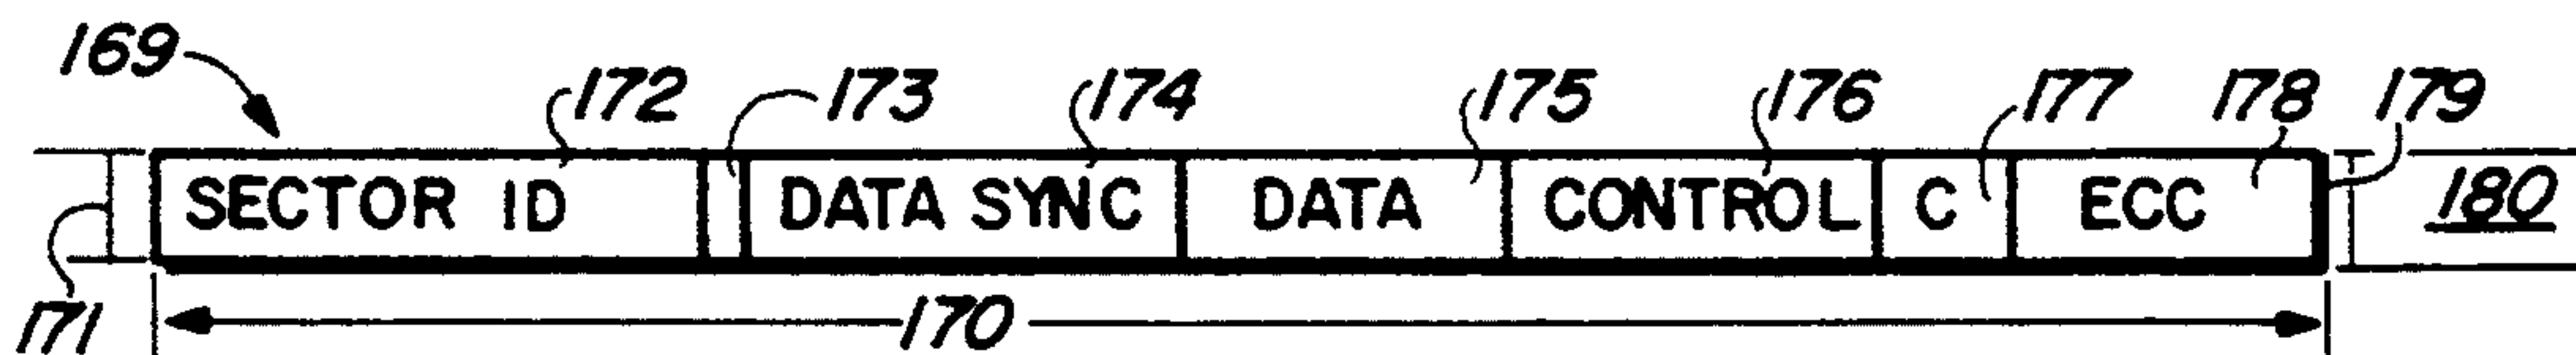 169
172 173 174 175 176 177 178 179
SECTOR ID DATA SYNC DATA CONTROL C ECC 180
171 170